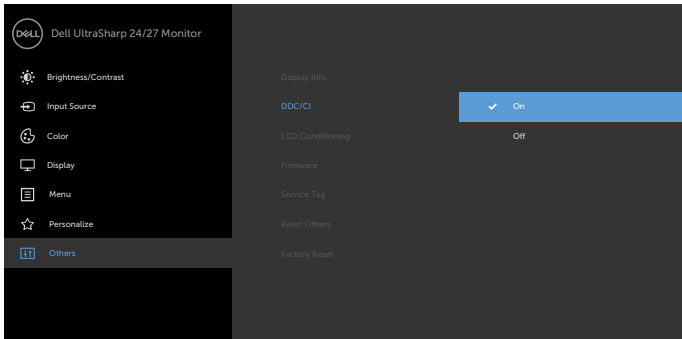 DELL Dell UltraSharp 24/27 Monitor
Brightness/Contrast
Display Info
Input Source
DDC/CI
On
Color
LCD Conditioning
Off
Display
Firmware
Menu
Service Tag
Personalize
Reset Others
Others
Factory Reset